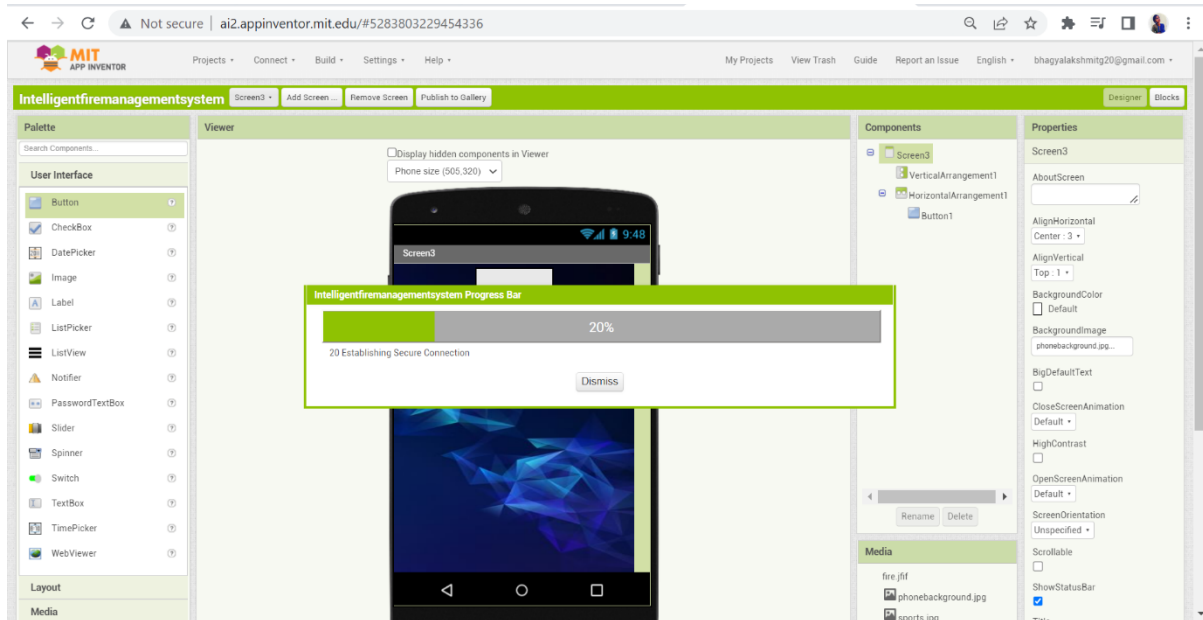 Not secure | ai2.appinventor.mit.edu/#5283803229454336
MIT
APP INVENTOR
Projects Connect Build Settings Help My Projects View Trash Guide Report an Issue English bhagyalakshmitg20@gmail.com
Intelligentfiremanagementsystem Screen3 Add Screen ... Remove Screen Publish to Gallery Designer Blocks
Palette
Search Components...
User Interface
Button
CheckBox
DatePicker
Image
Label
ListPicker
ListView
Notifier
PasswordTextBox
Slider
Spinner
Switch
TextBox
TimePicker
WebViewer
Layout
Media
Viewer
Display hidden components in Viewer
Phone size (505,320)
9:48
Screen3
Intelligentfiremanagementsystem Progress Bar
20%
20 Establishing Secure Connection
Dismiss
Components
Screen3
VerticalArrangement1
HorizontalArrangement1
Button1
Rename Delete
Media
fire.jfif
phonebackground.jpg
sports.jpg
Properties
Screen3
AboutScreen
AlignHorizontal
Center : 3
AlignVertical
Top : 1
BackgroundColor
Default
BackgroundImage
phonebackground.jpg...
BigDefaultText
CloseScreenAnimation
Default
HighContrast
OpenScreenAnimation
Default
ScreenOrientation
Unspecified
Scrollable
ShowStatusBar